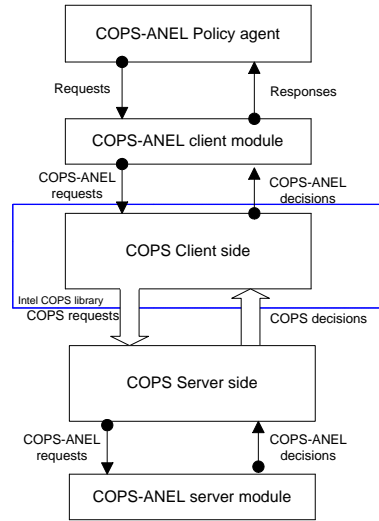 COPS-ANEL Policy agent
Requests
Responses
COPS-ANEL client module
COPS-ANEL
requests
COPS-ANEL
decisions
COPS Client side
Intel COPS library
COPS requests
COPS decisions
COPS Server side
COPS-ANEL
requests
COPS-ANEL
decisions
COPS-ANEL server module